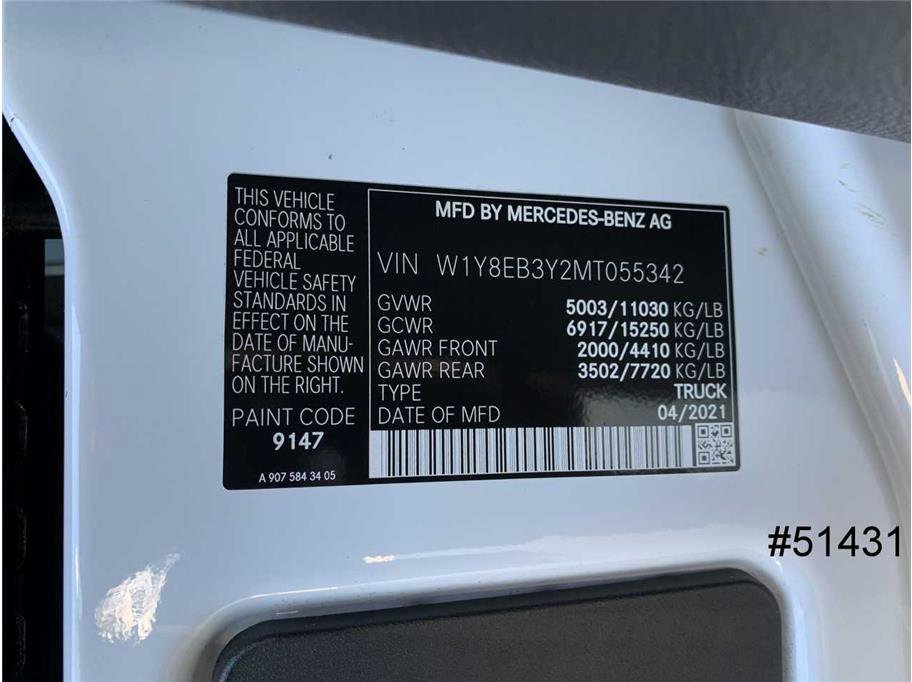 THIS VEHICLE
CONFORMS TO
ALL APPLICABLE
FEDERAL
VEHICLE SAFETY
STANDARDS IN
EFFECT ON THE
DATE OF MANU-
FACTURE SHOWN
ON THE RIGHT.
PAINT CODE
9147
A 907 584 34 05
MFD BY MERCEDES-BENZ AG
VIN W1Y8EB3Y2MT055342
GVWR 5003/11030 KG/LB
GCWR 6917/15250 KG/LB
GAWR FRONT 2000/4410 KG/LB
GAWR REAR 3502/7720 KG/LB
TYPE TRUCK
DATE OF MFD 04/2021
#51431